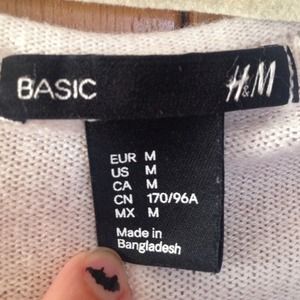 BASIC H&M
EUR M
US M
CA M
CN 170/96A
MX M
Made in
Bangladesh